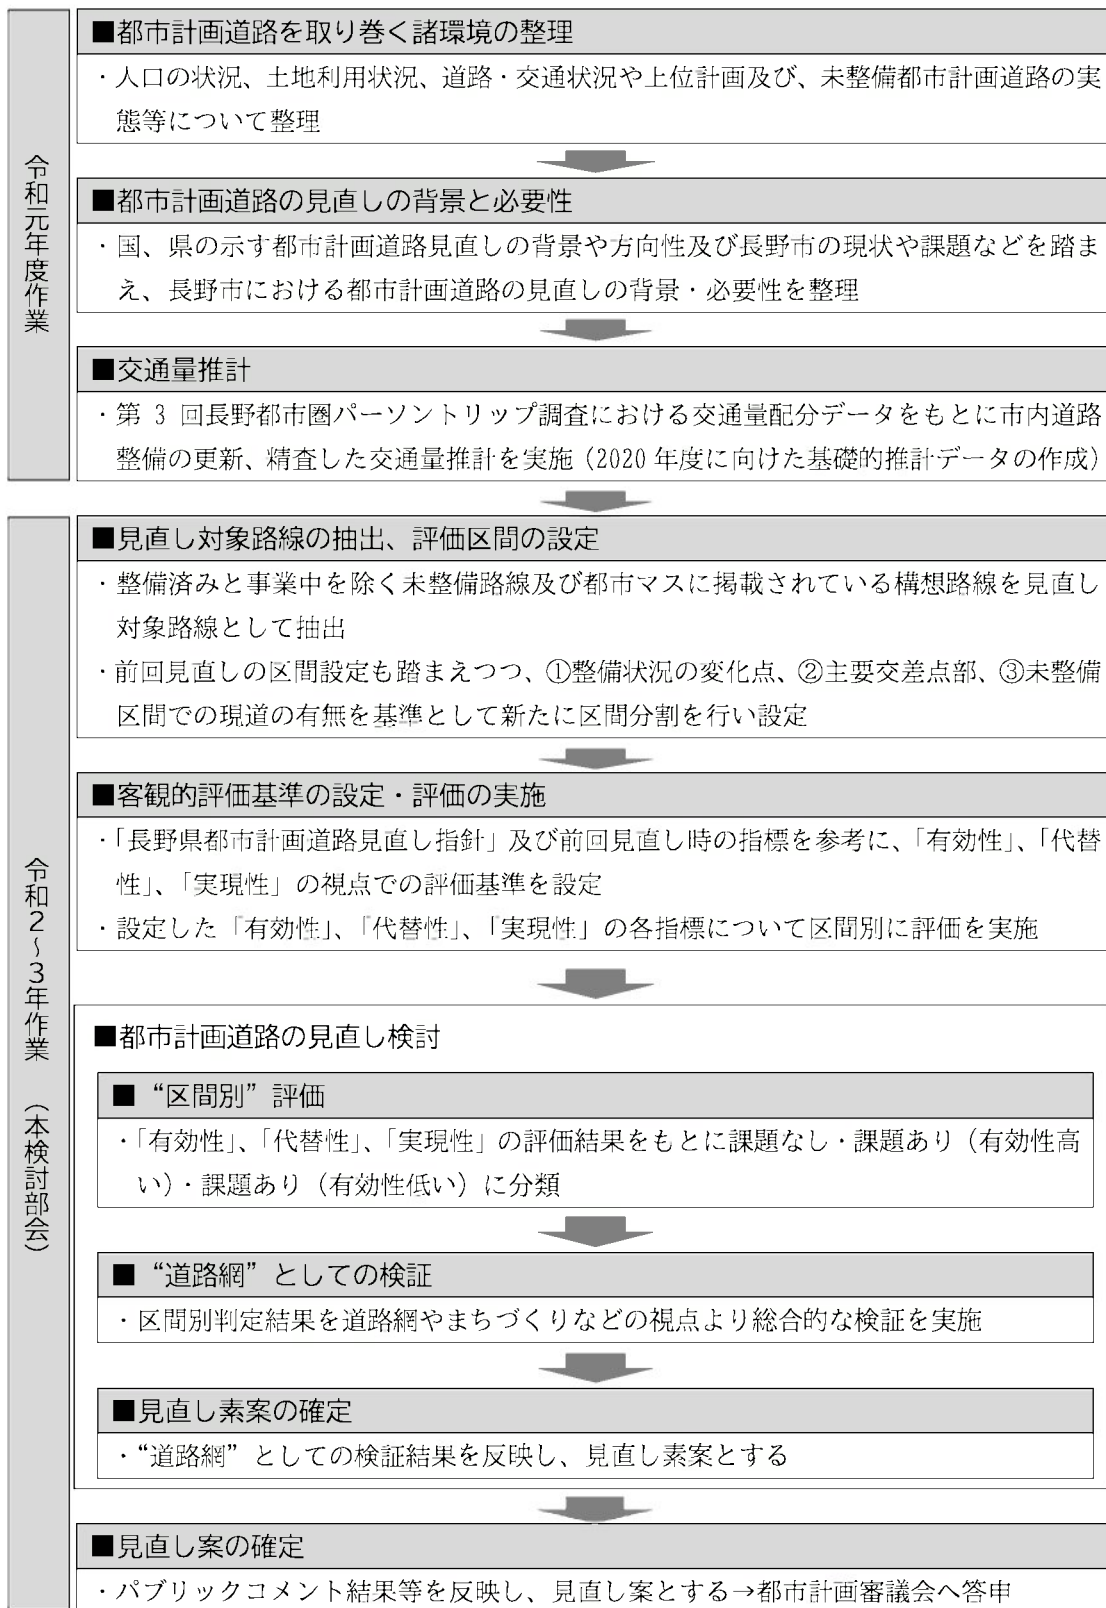 令和元年度作業
■都市計画道路を取り巻く諸環境の整理
・人口の状況、土地利用状況、道路・交通状況や上位計画及び、未整備都市計画道路の実
態等について整理
■都市計画道路の見直しの背景と必要性
・国、県の示す都市計画道路見直しの背景や方向性及び長野市の現状や課題などを踏ま
え、長野市における都市計画道路の見直しの背景・必要性を整理
■交通量推計
・第 3 回長野都市圏パーソントリップ調査における交通量配分データをもとに市内道路
整備の更新、精査した交通量推計を実施（2020 年度に向けた基礎的推計データの作成）
令和２～３年作業 （本検討部会）
■見直し対象路線の抽出、評価区間の設定
・整備済みと事業中を除く未整備路線及び都市マスに掲載されている構想路線を見直し
対象路線として抽出
・前回見直しの区間設定も踏まえつつ、①整備状況の変化点、②主要交差点部、③未整備
区間での現道の有無を基準として新たに区間分割を行い設定
■客観的評価基準の設定・評価の実施
・「長野県都市計画道路見直し指針」及び前回見直し時の指標を参考に、「有効性」、「代替
性」、「実現性」の視点での評価基準を設定
・設定した「有効性」、「代替性」、「実現性」の各指標について区間別に評価を実施
■都市計画道路の見直し検討
■ “区間別” 評価
・「有効性」、「代替性」、「実現性」の評価結果をもとに課題なし・課題あり（有効性高
い）・課題あり（有効性低い）に分類
■ “道路網” としての検証
・区間別判定結果を道路網やまちづくりなどの視点より総合的な検証を実施
■見直し素案の確定
・“道路網” としての検証結果を反映し、見直し素案とする
■見直し案の確定
・パブリックコメント結果等を反映し、見直し案とする→都市計画審議会へ答申